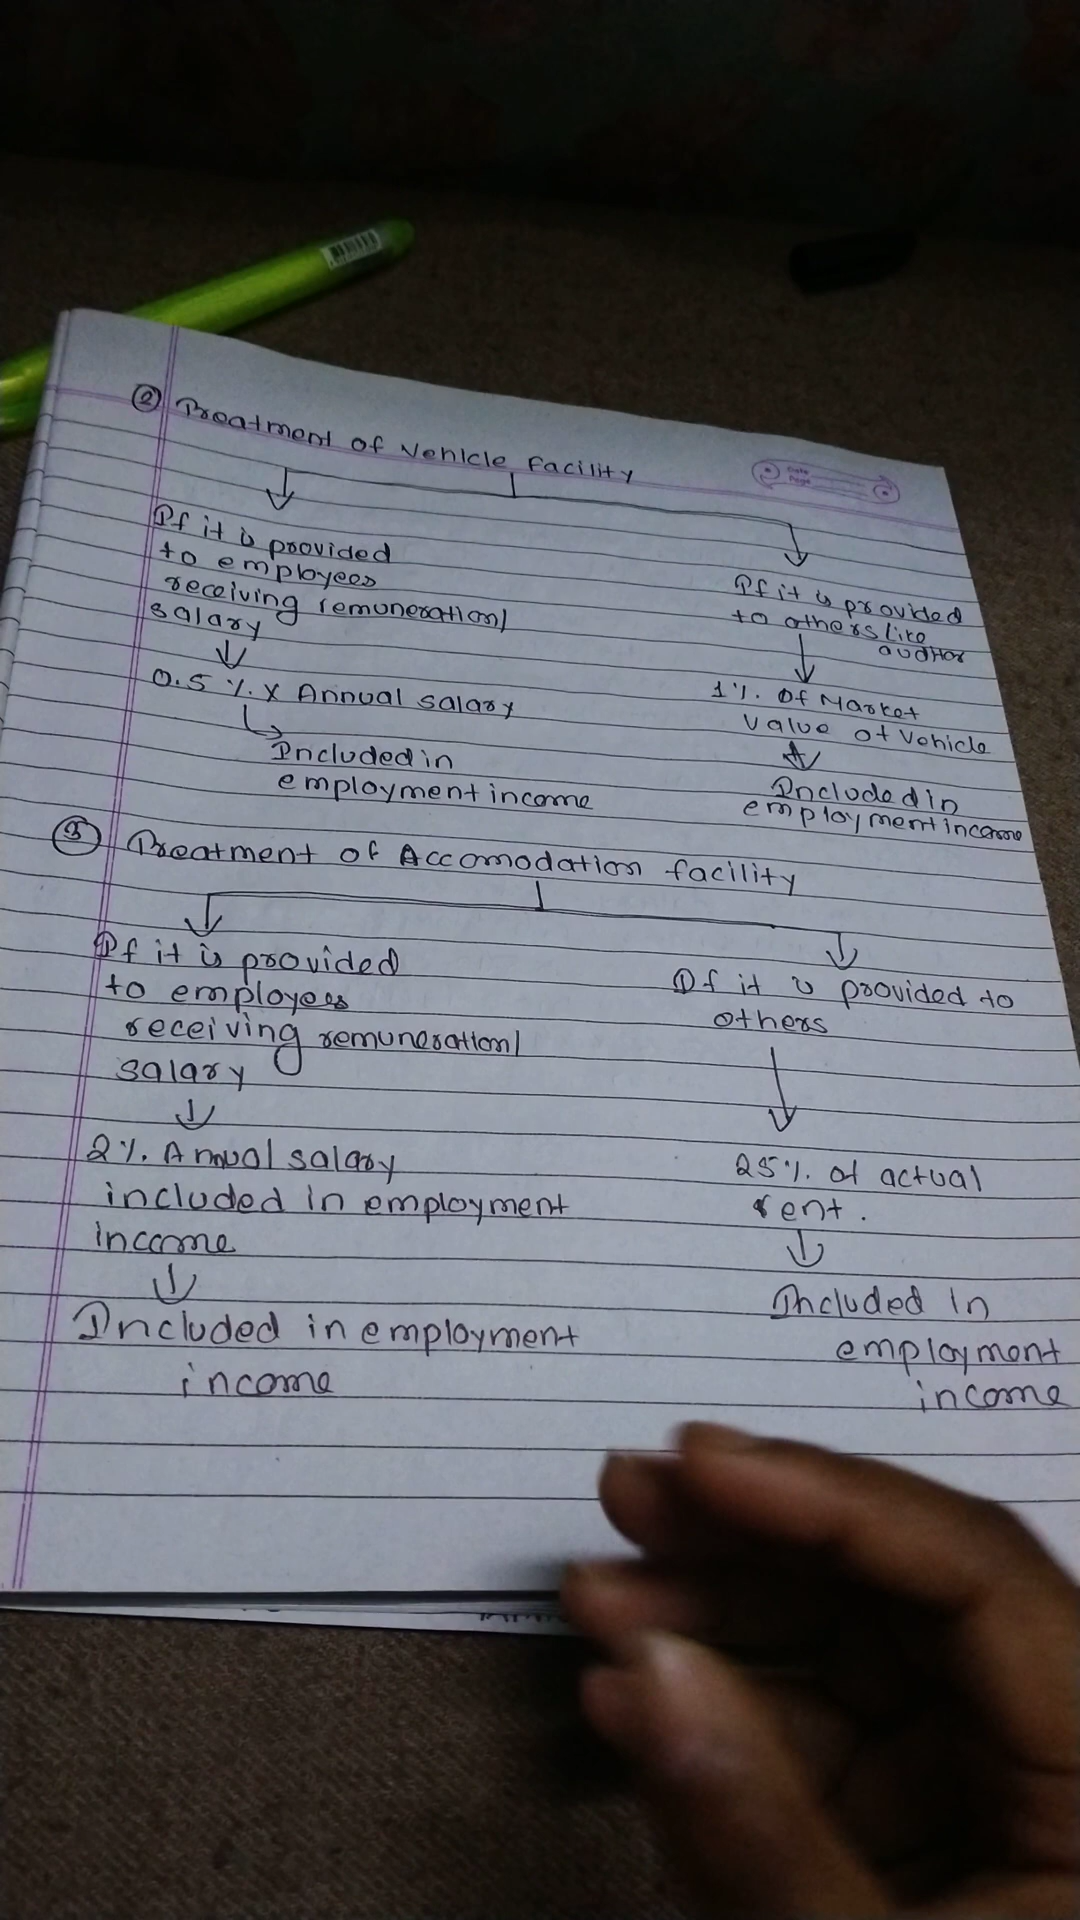 ② Treatment of vehicle facility
If it is provided
to employees
receiving remuneration/
salary
0.5 % x Annual salary
Included in
employment income
If it is provided
to others like
auditor
1% of Market
value of vehicle
Included in
employment income
③ Treatment of Accomodation facility
If it is provided
to employees
receiving remuneration/
salary
2% Annual salary
included in employment
income
Included in employment
income
If it is provided to
others
25% of actual
rent.
Included in
employment
income